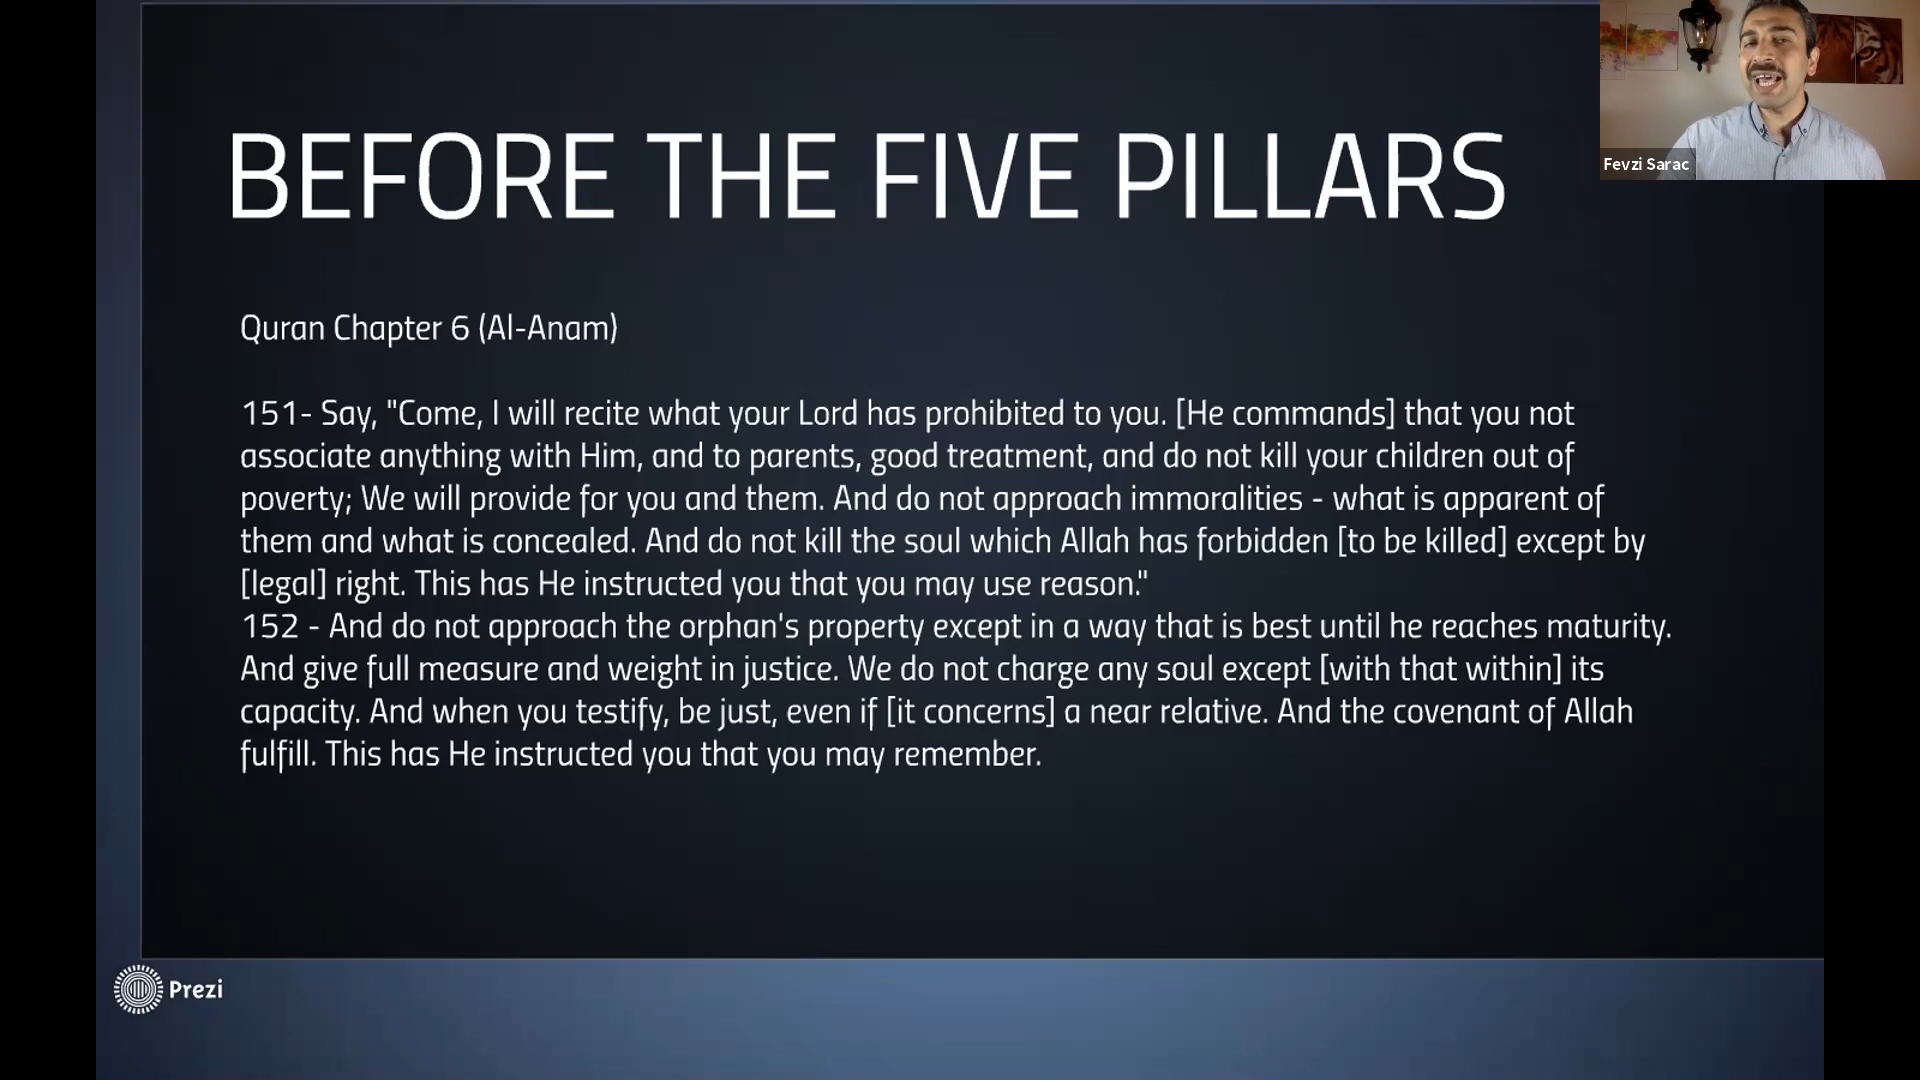 BEFORE THE FIVE PILLARS
Fevzi Sarac
Quran Chapter 6 (Al-Anam)
151- Say, "Come, I will recite what your Lord has prohibited to you. [He commands] that you not
associate anything with Him, and to parents, good treatment, and do not kill your children out of
poverty; We will provide for you and them. And do not approach immoralities - what is apparent of
them and what is concealed. And do not kill the soul which Allah has forbidden [to be killed] except by
[legal] right. This has He instructed you that you may use reason."
152 - And do not approach the orphan's property except in a way that is best until he reaches maturity.
And give full measure and weight in justice. We do not charge any soul except [with that within] its
capacity. And when you testify, be just, even if [it concerns] a near relative. And the covenant of Allah
fulfill. This has He instructed you that you may remember.
Prezi